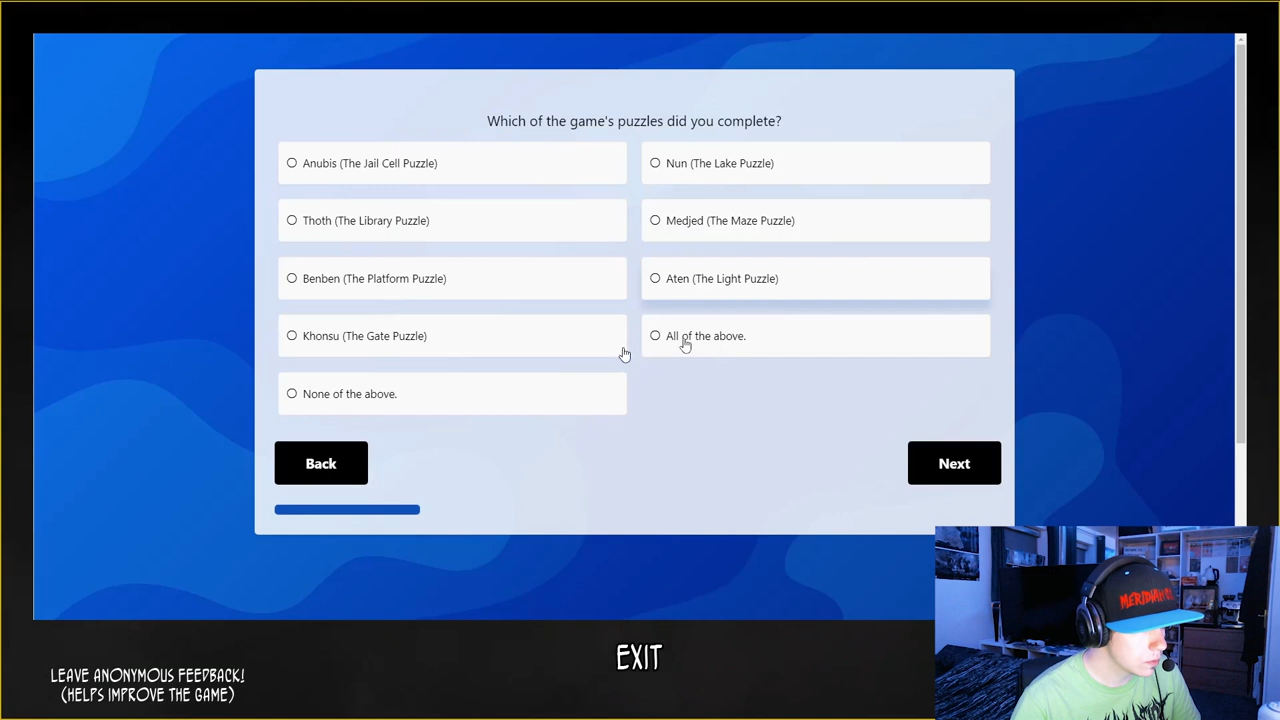 Which of the game's puzzles did you complete?
Anubis (The Jail Cell Puzzle)
Nun (The Lake Puzzle)
Thoth (The Library Puzzle)
Medjed (The Maze Puzzle)
Benben (The Platform Puzzle)
Aten (The Light Puzzle)
Khonsu (The Gate Puzzle)
All of the above.
None of the above.
Back
Next
EXIT
LEAVE ANONYMOUS FEEDBACK!
(HELPS IMPROVE THE GAME)